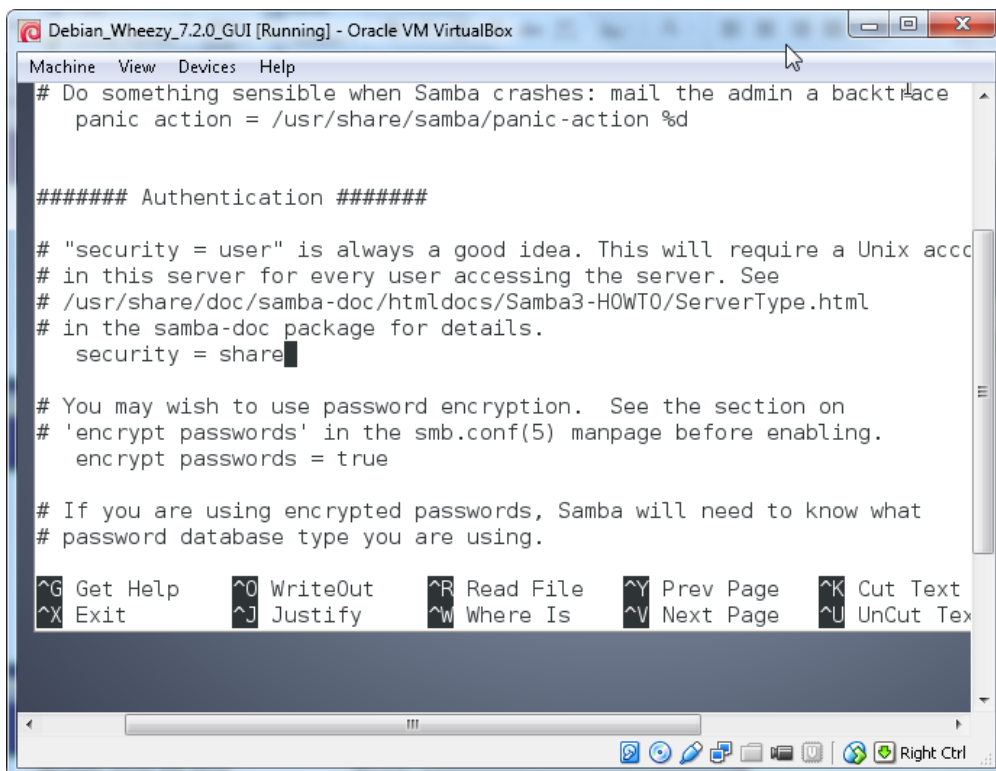 Debian_Wheezy_7.2.0_GUI [Running] - Oracle VM VirtualBox
Machine View Devices Help
# Do something sensible when Samba crashes: mail the admin a backtrace
panic action = /usr/share/samba/panic-action %d
####### Authentication #######
# "security = user" is always a good idea. This will require a Unix acco
# in this server for every user accessing the server. See
# /usr/share/doc/samba-doc/htmldocs/Samba3-HOWTO/ServerType.html
# in the samba-doc package for details.
security = share
# You may wish to use password encryption.  See the section on
# 'encrypt passwords' in the smb.conf(5) manpage before enabling.
encrypt passwords = true
# If you are using encrypted passwords, Samba will need to know what
# password database type you are using.
^G Get Help ^O WriteOut ^R Read File ^Y Prev Page ^K Cut Text
^X Exit ^J Justify ^W Where Is ^V Next Page ^U UnCut Tex
Right Ctrl